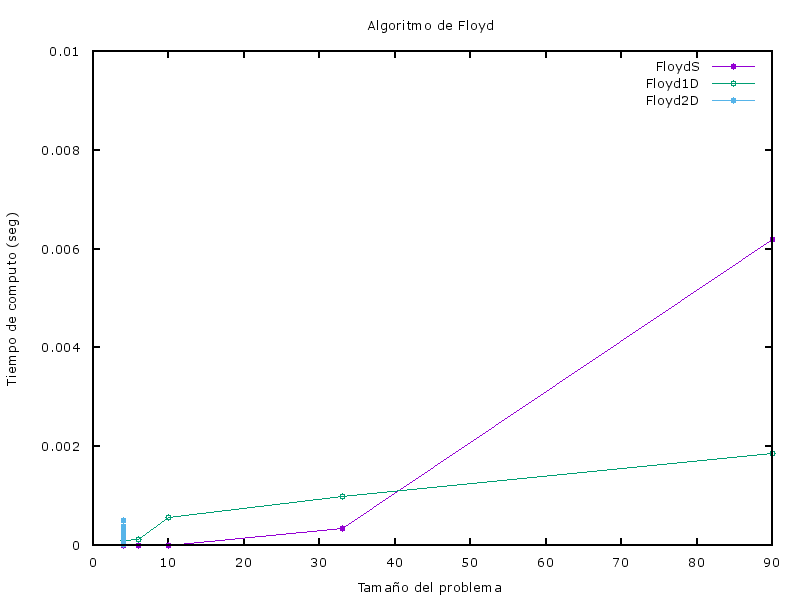 Algoritmo de Floyd
0.01
0.008
0.006
0.004
0.002
0
Tiempo de computo (seg)
FloydS
Floyd1D
Floyd2D
0 10 20 30 40 50 60 70 80 90
Tamaño del problema